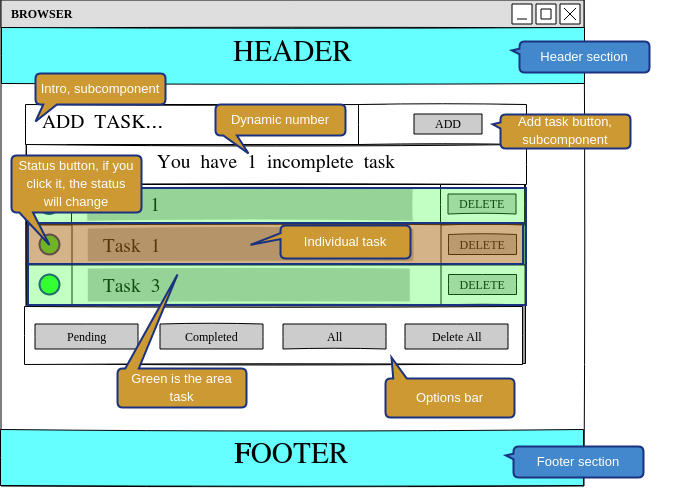 BROWSER
HEADER
Header section
Intro, subcomponent
ADD TASK...
Dynamic number
ADD
Add task button,
subcomponent
You have 1 incomplete task
Status button, if you
click it, the status
will change
1
DELETE
Task 1
Individual task
DELETE
Task 3
DELETE
Pending
Completed
All
Delete All
Green is the area
task
Options bar
FOOTER
Footer section